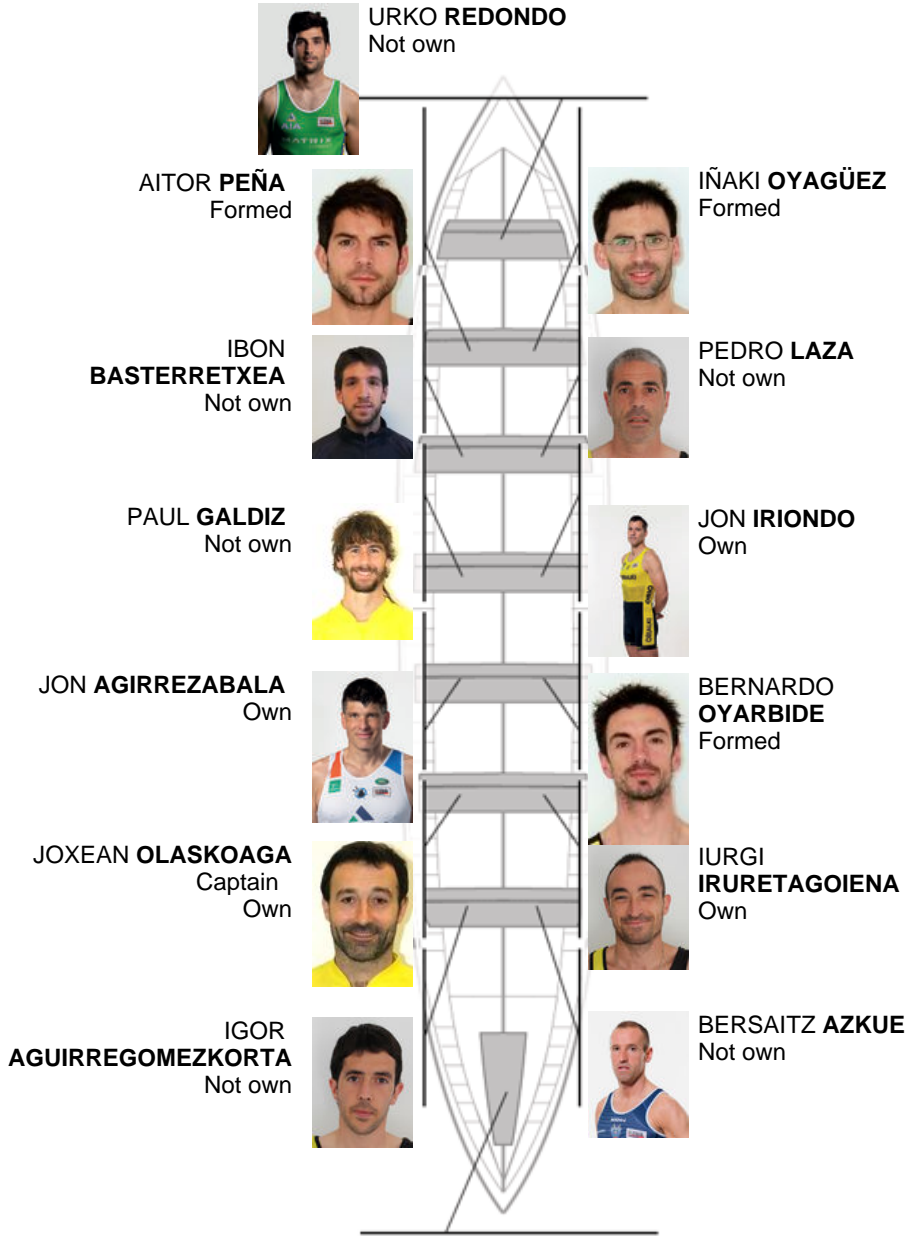 URKO REDONDO
Not own
AITOR PEÑA
Formed
IÑAKI OYAGÜEZ
Formed
IBON
BASTERRETXEA
Not own
PEDRO LAZA
Not own
PAUL GALDIZ
Not own
JON IRIONDO
Own
JON AGIRREZABALA
Own
BERNARDO
OYARBIDE
Formed
JOXEAN OLASKOAGA
Captain
Own
IURGI
IRURETAGOIENA
Own
IGOR
AGUIRREGOMEZKORTA
Not own
BERSAITZ AZKUE
Not own